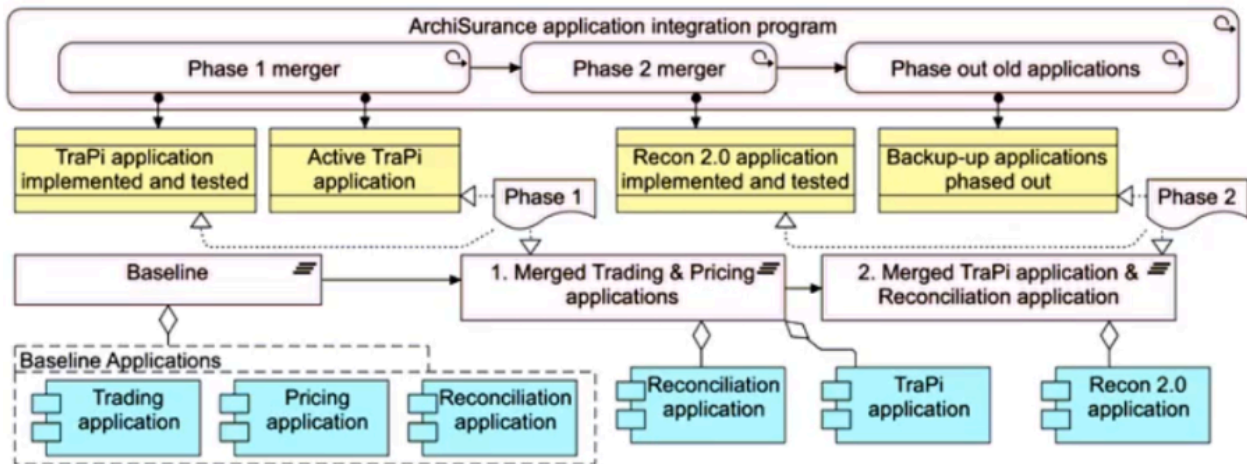 ArchiSurance application integration program
Phase 1 merger
Phase 2 merger
Phase out old applications
TraPi application
implemented and tested
Active TraPi
application
Recon 2.0 application
implemented and tested
Backup-up applications
phased out
Phase 1
Phase 2
Baseline
1. Merged Trading & Pricing
applications
2. Merged TraPi application &
Reconciliation application
Baseline Applications
Trading
application
Pricing
application
Reconciliation
application
Reconciliation
application
TraPi
application
Recon 2.0
application